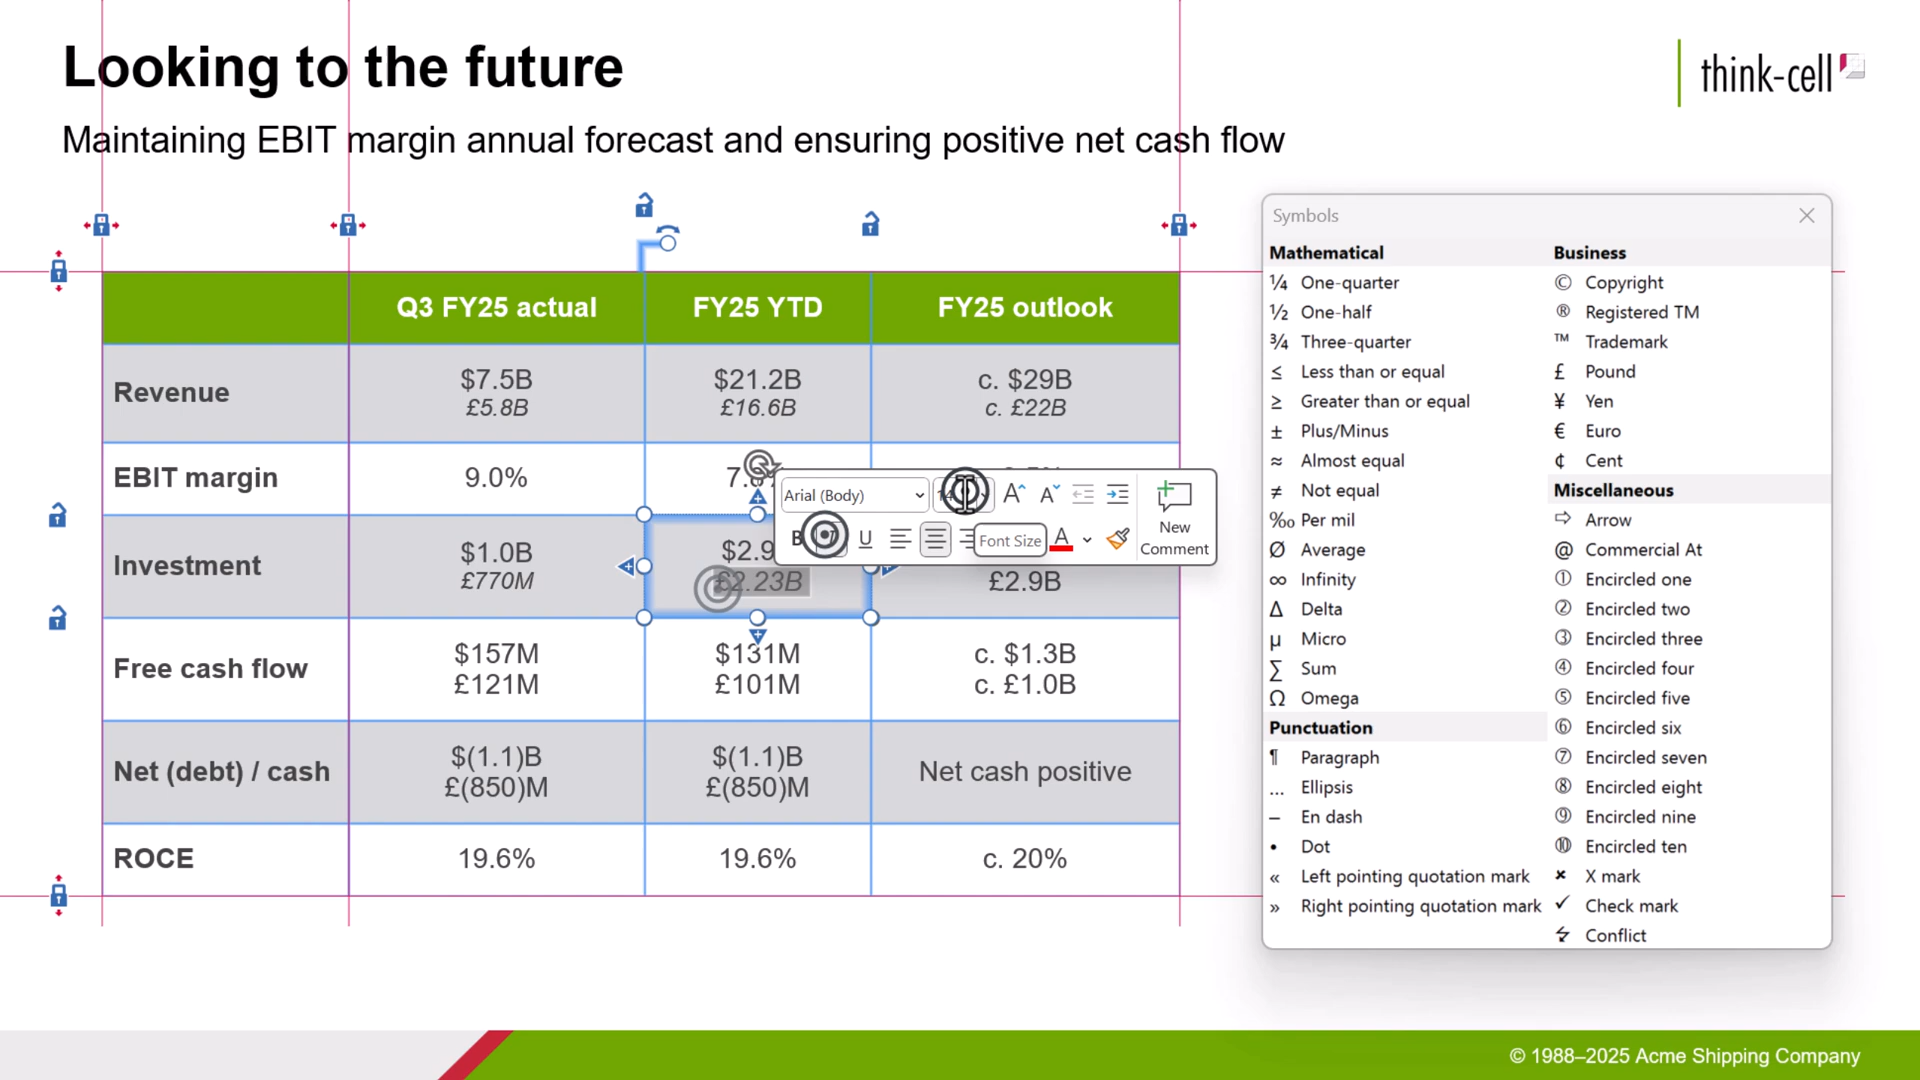 Looking to the future
think-cell
Maintaining EBIT margin annual forecast and ensuring positive net cash flow
Q3 FY25 actual FY25 YTD FY25 outlook
Revenue
$7.5B $21.2B c. $29B
£5.8B £16.6B c. £22B
EBIT margin 9.0%
Investment
$1.0B $2.9
£770M £2.23B £2.9B
Free cash flow
$157M $131M c. $1.3B
£121M £101M c. £1.0B
Net (debt) / cash
$(1.1)B $(1.1)B Net cash positive
£(850)M £(850)M
ROCE 19.6% 19.6% c. 20%
Arial (Body)
A A
B U A
Font Size
New
Comment
Symbols
Mathematical
¼ One-quarter
½ One-half
¾ Three-quarter
≤ Less than or equal
≥ Greater than or equal
± Plus/Minus
≈ Almost equal
≠ Not equal
‰ Per mil
Ø Average
∞ Infinity
Δ Delta
µ Micro
∑ Sum
Ω Omega
Punctuation
¶ Paragraph
… Ellipsis
– En dash
• Dot
« Left pointing quotation mark
» Right pointing quotation mark
Business
© Copyright
® Registered TM
™ Trademark
£ Pound
¥ Yen
€ Euro
¢ Cent
Miscellaneous
⇨ Arrow
@ Commercial At
① Encircled one
② Encircled two
③ Encircled three
④ Encircled four
⑤ Encircled five
⑥ Encircled six
⑦ Encircled seven
⑧ Encircled eight
⑨ Encircled nine
⑩ Encircled ten
✖ X mark
✓ Check mark
↯ Conflict
© 1988–2025 Acme Shipping Company